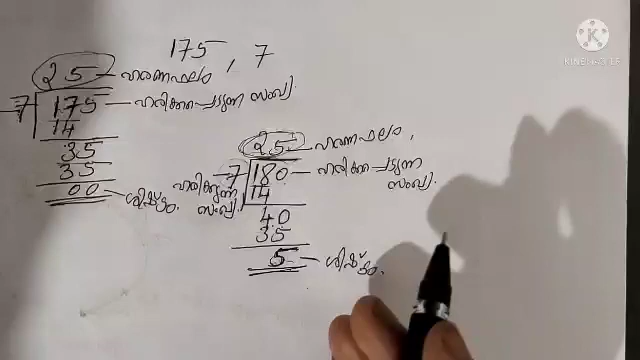 175 , 7
25 — ഹരണഫലം
7 175 — ഹരിക്കപ്പെടുന്ന സംഖ്യ
14
35
35
00 — ശിഷ്ടം.
25 — ഹരണഫലം,
ഹരിക്കുന്ന സംഖ്യ 7 180 — ഹരിക്കപ്പെടുന്ന സംഖ്യ.
14
40
35
5 — ശിഷ്ടം.
KINEMASTER